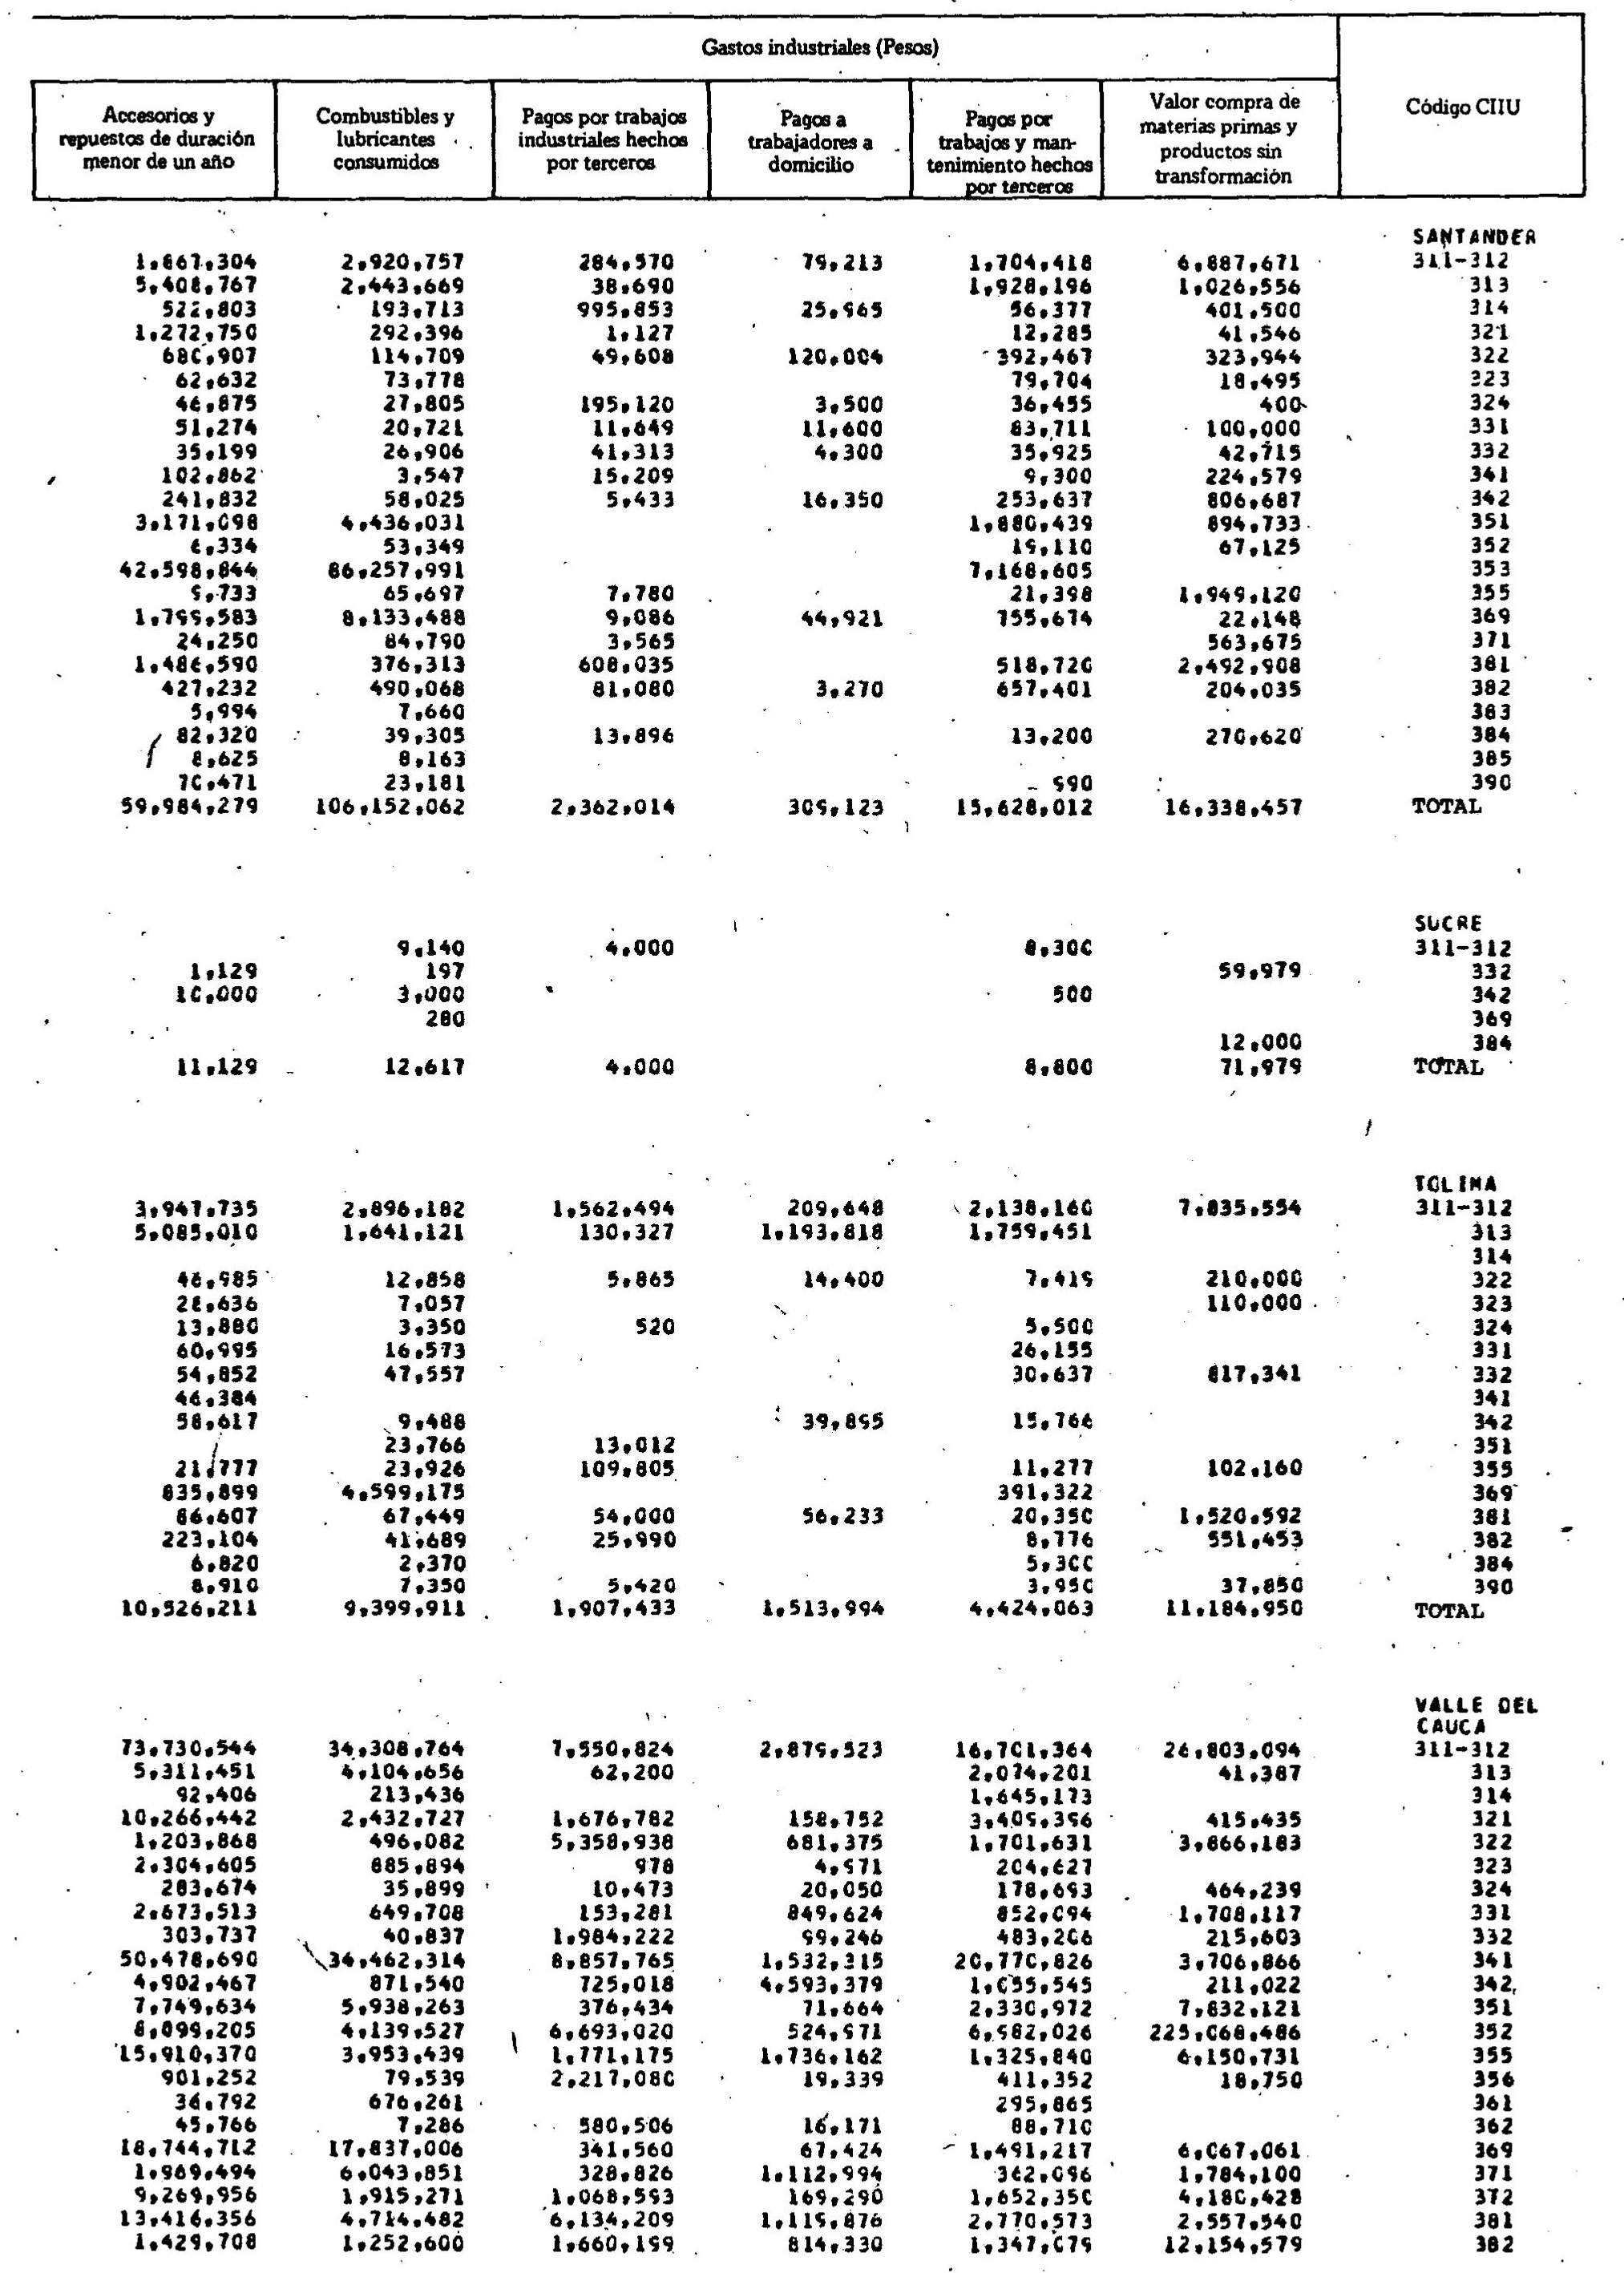 Gastos industriales (Pesos)
Accesorios y repuestos de duración menor de un año	Combustibles y lubricantes consumidos	Pagos por trabajos industriales hechos por terceros	Pagos a trabajadores a domicilio	Pagos por trabajos y man- tenimiento hechos por terceros	Valor compra de materias primas y productos sin transformación	Código CIIU
SANTANDER
1,867,304 2,920,757 284,570 79,213 1,704,418 6,887,671 311-312
5,408,767 2,443,669 38,690 1,928,196 1,026,556 313
522,803 193,713 995,853 25,965 56,377 401,500 314
1,272,750 292,396 1,127 12,285 41,546 321
680,907 114,709 49,608 120,004 392,467 323,944 322
62,632 73,778 79,704 18,495 323
46,875 27,805 195,120 3,500 36,455 400 324
51,274 20,721 11,649 11,600 83,711 100,000 331
35,199 26,906 41,313 4,300 35,925 42,715 332
102,862 3,547 15,209 9,300 224,579 341
241,832 58,025 5,433 16,350 253,637 806,687 342
3,171,098 4,436,031 1,880,439 894,733 351
6,334 53,349 19,110 67,125 352
42,598,844 86,257,991 7,168,605 353
9,733 65,697 7,780 21,398 1,949,120 355
1,799,583 8,133,488 9,086 44,921 755,674 22,148 369
24,250 84,790 3,565 563,675 371
1,486,590 376,313 608,035 518,720 2,492,908 381
427,232 490,068 81,080 3,270 657,401 204,035 382
5,994 7,660 383
82,320 39,305 13,896 13,200 270,620 384
8,625 8,163 385
70,471 23,181 590 390
59,984,279 106,152,062 2,362,014 309,123 15,628,012 16,338,457 TOTAL
SUCRE
9,140 4,000 8,300 311-312
1,129 197 59,979 332
10,000 3,000 500 342
280 369
12,000 384
11,129 12,617 4,000 8,800 71,979 TOTAL
TOLIMA
3,947,735 2,896,182 1,562,494 209,648 2,138,160 7,835,554 311-312
5,085,010 1,641,121 130,327 1,193,818 1,759,451 313
314
46,985 12,858 5,865 14,400 7,419 210,000 322
28,636 7,057 110,000 323
13,880 3,350 520 5,500 324
60,995 16,573 26,155 331
54,852 47,557 30,637 817,341 332
46,384 341
58,617 9,488 39,895 15,766 342
23,766 13,012 351
21,777 23,926 109,805 11,277 102,160 355
835,899 4,599,175 391,322 369
86,607 67,449 54,000 56,233 20,350 1,520,592 381
223,104 41,689 25,990 8,776 551,453 382
6,820 2,370 5,300 384
8,910 7,350 5,420 3,950 37,850 390
10,526,211 9,399,911 1,907,433 1,513,994 4,424,063 11,184,950 TOTAL
VALLE DEL
CAUCA
73,730,544 34,308,764 7,550,824 2,879,523 16,701,364 26,803,094 311-312
5,311,451 4,104,656 62,200 2,074,201 41,387 313
92,406 213,436 1,645,173 314
10,266,442 2,432,727 1,676,782 158,752 3,409,396 415,435 321
1,203,868 496,082 5,358,938 681,375 1,701,631 3,866,183 322
2,304,605 885,894 978 4,971 204,627 323
283,674 35,899 10,473 20,050 178,693 464,239 324
2,673,513 649,708 153,281 849,624 852,094 1,708,117 331
303,737 40,837 1,984,222 99,246 483,206 215,603 332
50,478,690 34,462,314 8,857,765 1,532,315 20,770,826 3,706,866 341
4,902,467 871,540 725,018 4,593,379 1,095,545 211,022 342
7,749,634 5,938,263 376,434 71,664 2,330,972 7,832,121 351
8,099,205 4,139,527 6,693,020 524,971 6,982,026 225,068,486 352
15,910,370 3,953,439 1,771,175 1,736,162 1,325,840 6,150,731 355
901,252 79,539 2,217,080 19,339 411,352 18,750 356
36,792 676,261 295,865 361
45,766 7,286 580,506 16,171 88,710 362
18,744,712 17,837,006 341,560 67,424 1,491,217 6,067,061 369
1,969,494 6,043,851 328,826 1,112,994 362,096 1,784,100 371
9,269,956 1,915,271 1,068,593 169,290 1,652,350 4,180,428 372
13,416,356 4,714,482 6,134,209 1,119,876 2,770,573 2,557,540 381
1,429,708 1,252,600 1,660,199 814,330 1,347,079 12,154,579 382